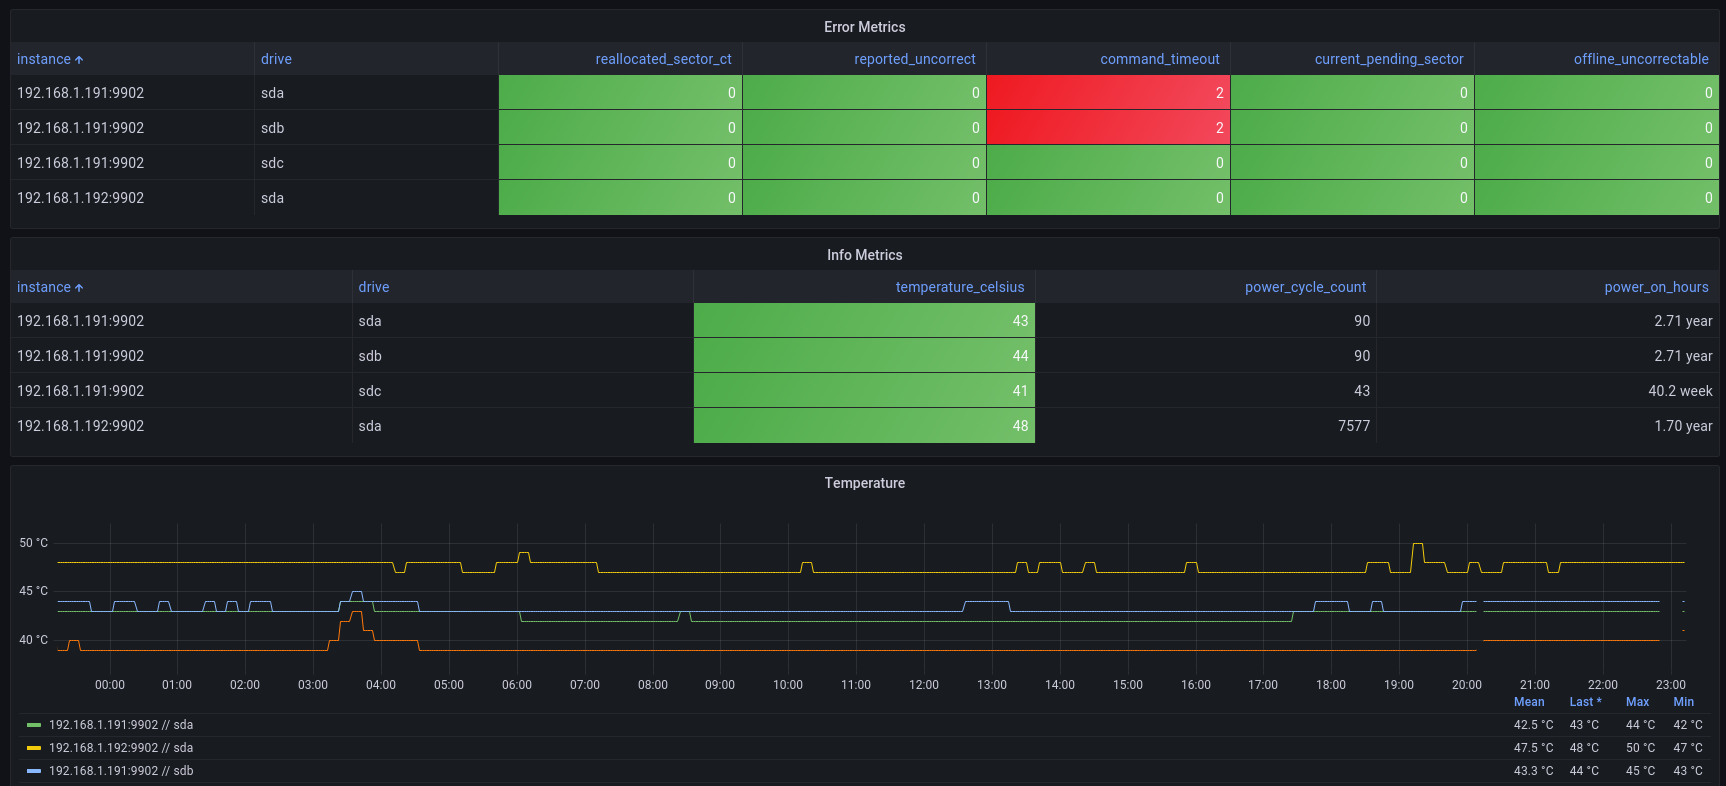 Error Metrics
instance ↑ drive reallocated_sector_ct reported_uncorrect command_timeout current_pending_sector offline_uncorrectable
192.168.1.191:9902 sda 0 0 2 0 0
192.168.1.191:9902 sdb 0 0 2 0 0
192.168.1.191:9902 sdc 0 0 0 0 0
192.168.1.192:9902 sda 0 0 0 0 0
Info Metrics
instance ↑ drive temperature_celsius power_cycle_count power_on_hours
192.168.1.191:9902 sda 43 90 2.71 year
192.168.1.191:9902 sdb 44 90 2.71 year
192.168.1.191:9902 sdc 41 43 40.2 week
192.168.1.192:9902 sda 48 7577 1.70 year
Temperature
50 °C
45 °C
40 °C
00:00 01:00 02:00 03:00 04:00 05:00 06:00 07:00 08:00 09:00 10:00 11:00 12:00 13:00 14:00 15:00 16:00 17:00 18:00 19:00 20:00 21:00 22:00 23:00
Mean Last * Max Min
192.168.1.191:9902 // sda 42.5 °C 43 °C 44 °C 42 °C
192.168.1.192:9902 // sda 47.5 °C 48 °C 50 °C 47 °C
192.168.1.191:9902 // sdb 43.3 °C 44 °C 45 °C 43 °C